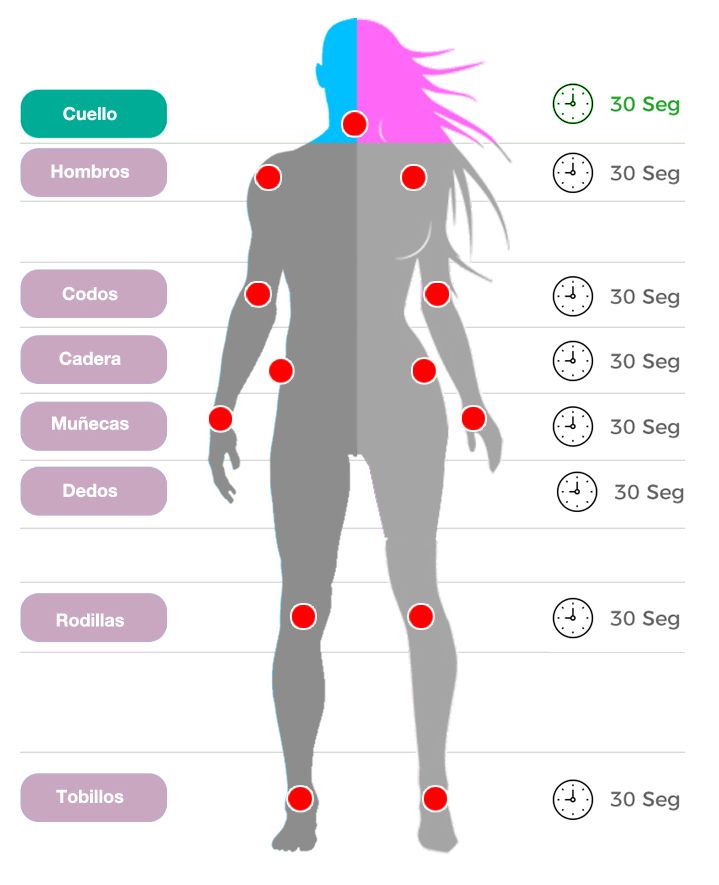 Cuello 30 Seg
Hombros 30 Seg
Codos 30 Seg
Cadera 30 Seg
Muñecas 30 Seg
Dedos 30 Seg
Rodillas 30 Seg
Tobillos 30 Seg